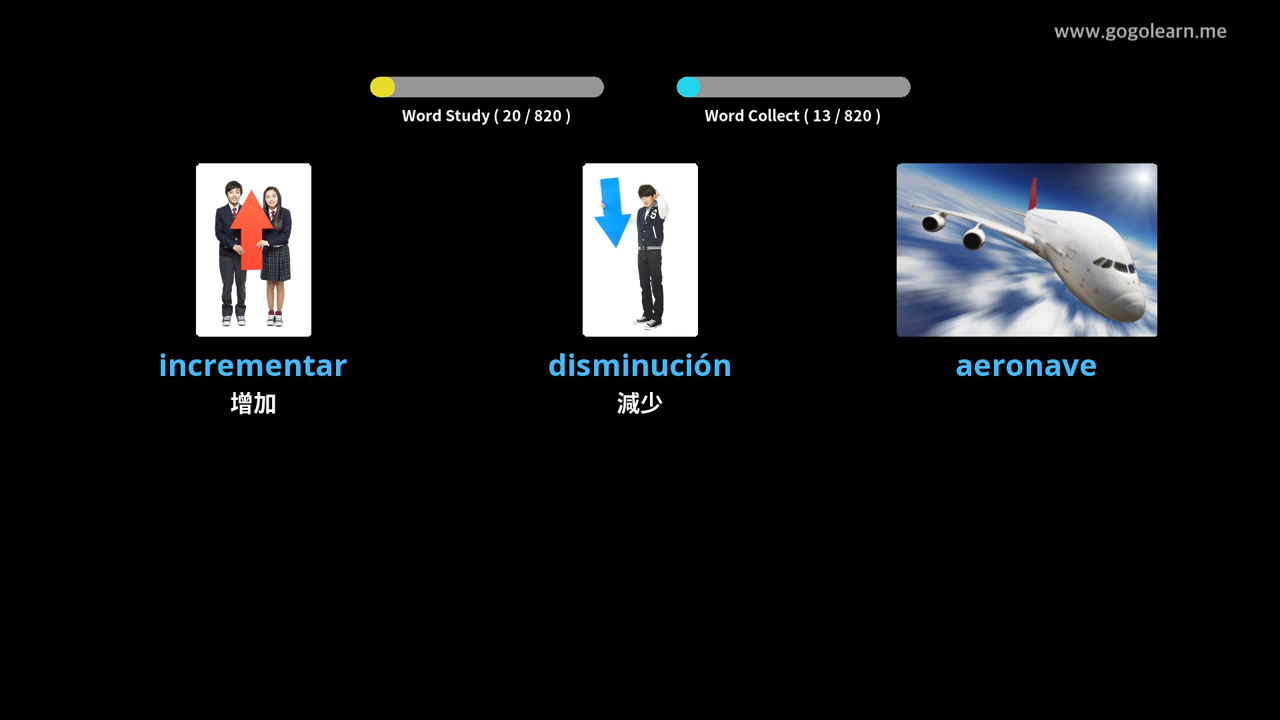 www.gogolearn.me
Word Study ( 20 / 820 )
Word Collect ( 13 / 820 )
incrementar
增加
disminución
減少
aeronave